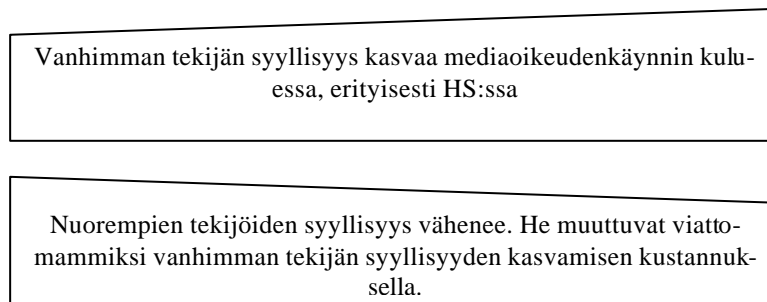 Vanhimman tekijän syyllisyys kasvaa mediaoikeudenkäynnin kulu-
essa, erityisesti HS:ssa
Nuorempien tekijöiden syyllisyys vähenee. He muuttuvat viatto-
mammiksi vanhimman tekijän syyllisyyden kasvamisen kustannuk-
sella.